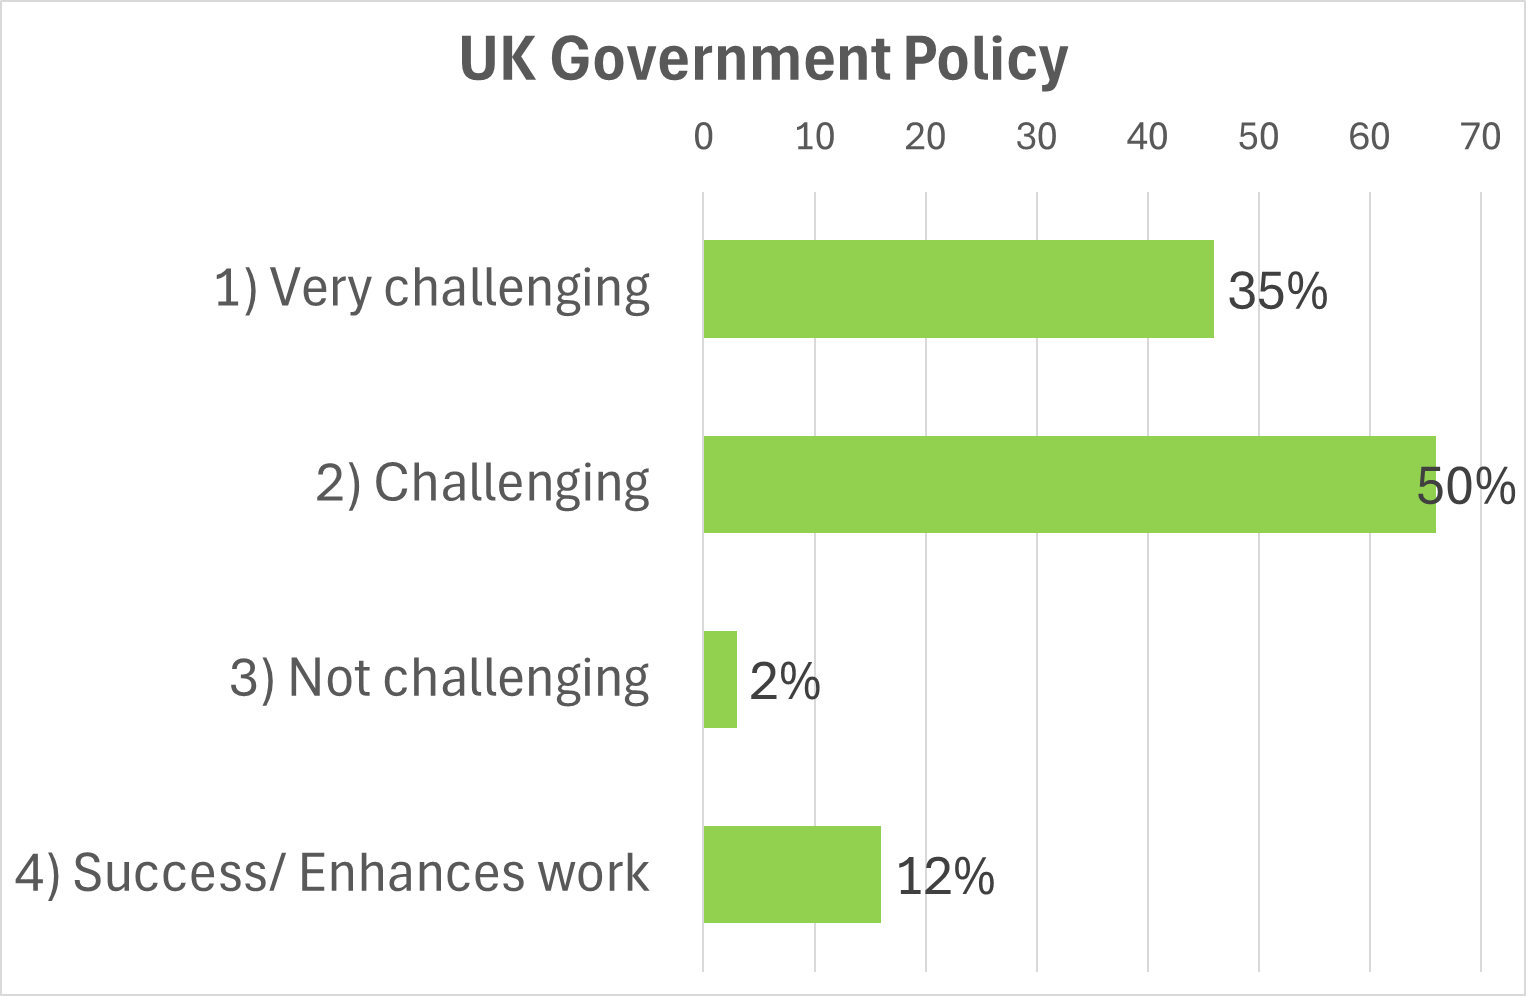 UK Government Policy
0 10 20 30 40 50 60 70
1) Very challenging 35%
2) Challenging 50%
3) Not challenging 2%
4) Success/ Enhances work 12%